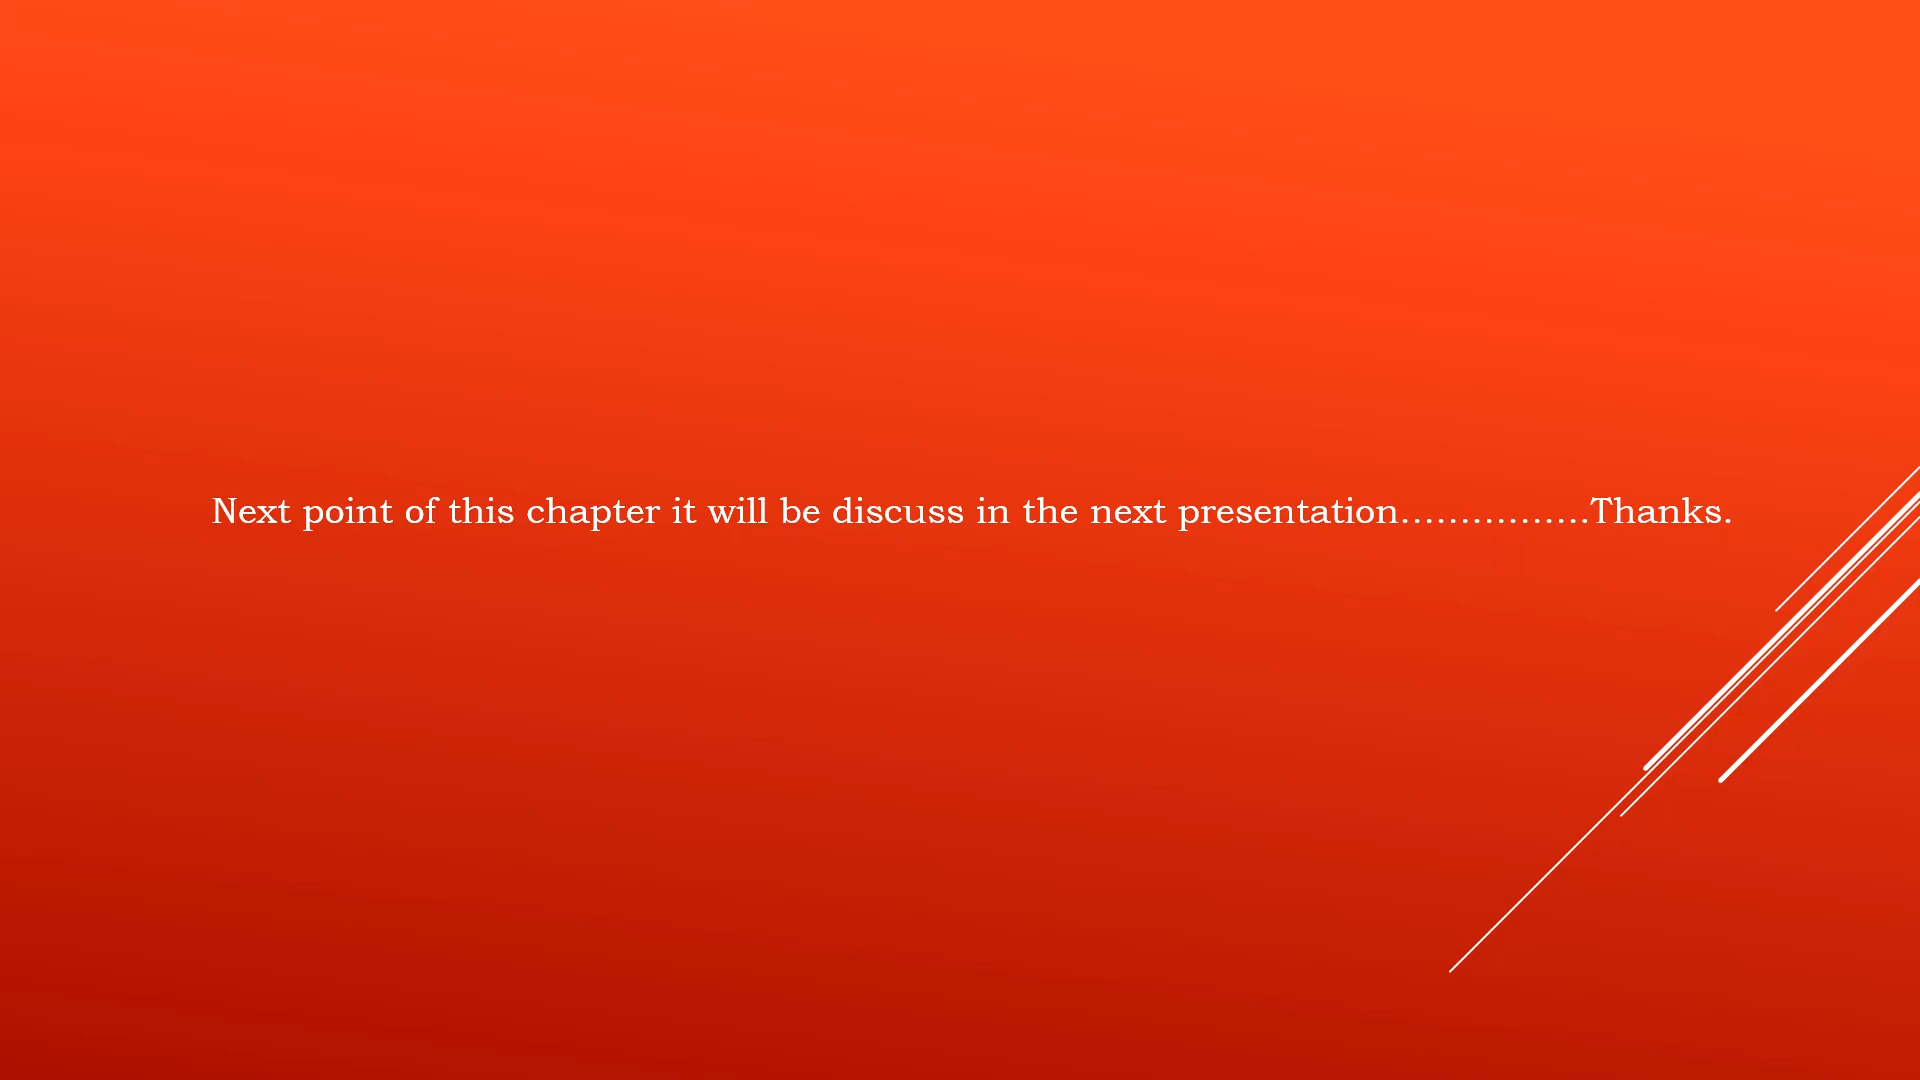 Next point of this chapter it will be discuss in the next presentation................Thanks.